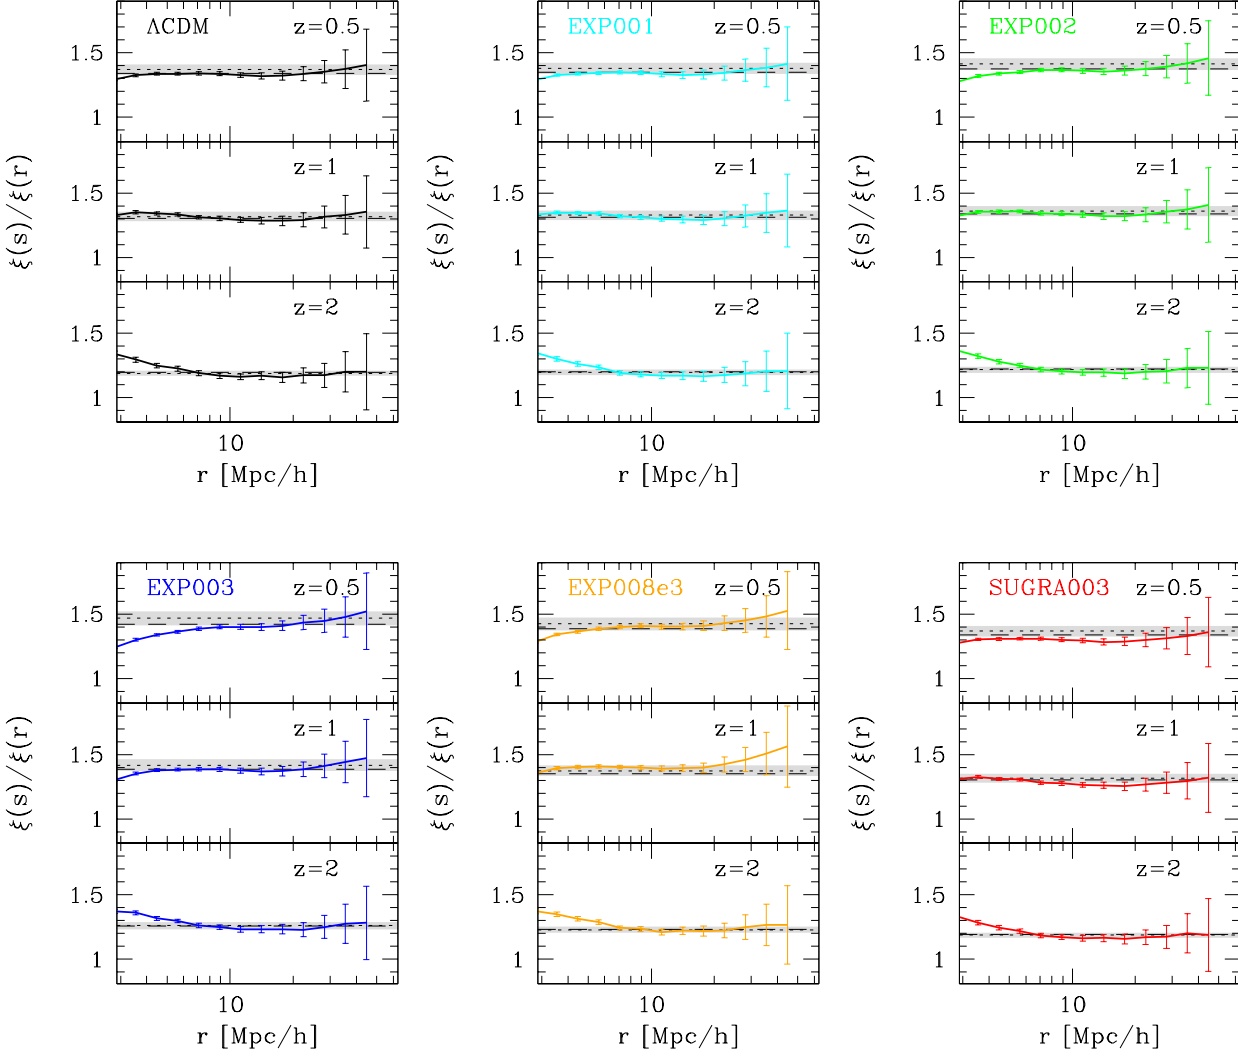 ΛCDM z=0.5
1.5
1
z=1
1.5
1
z=2
1.5
1
10
r [Mpc/h]
ξ(s)/ξ(r)
EXP001 z=0.5
z=1
z=2
10
r [Mpc/h]
ξ(s)/ξ(r)
1.5
1
1.5
1
1.5
1
EXP002 z=0.5
z=1
z=2
10
r [Mpc/h]
ξ(s)/ξ(r)
1.5
1
1.5
1
1.5
1
EXP003 z=0.5
1.5
1
z=1
1.5
1
z=2
1.5
1
10
r [Mpc/h]
ξ(s)/ξ(r)
EXP008e3 z=0.5
1.5
1
z=1
1.5
1
z=2
1.5
1
10
r [Mpc/h]
ξ(s)/ξ(r)
SUGRA003 z=0.5
1.5
1
z=1
1.5
1
z=2
1.5
1
10
r [Mpc/h]
ξ(s)/ξ(r)